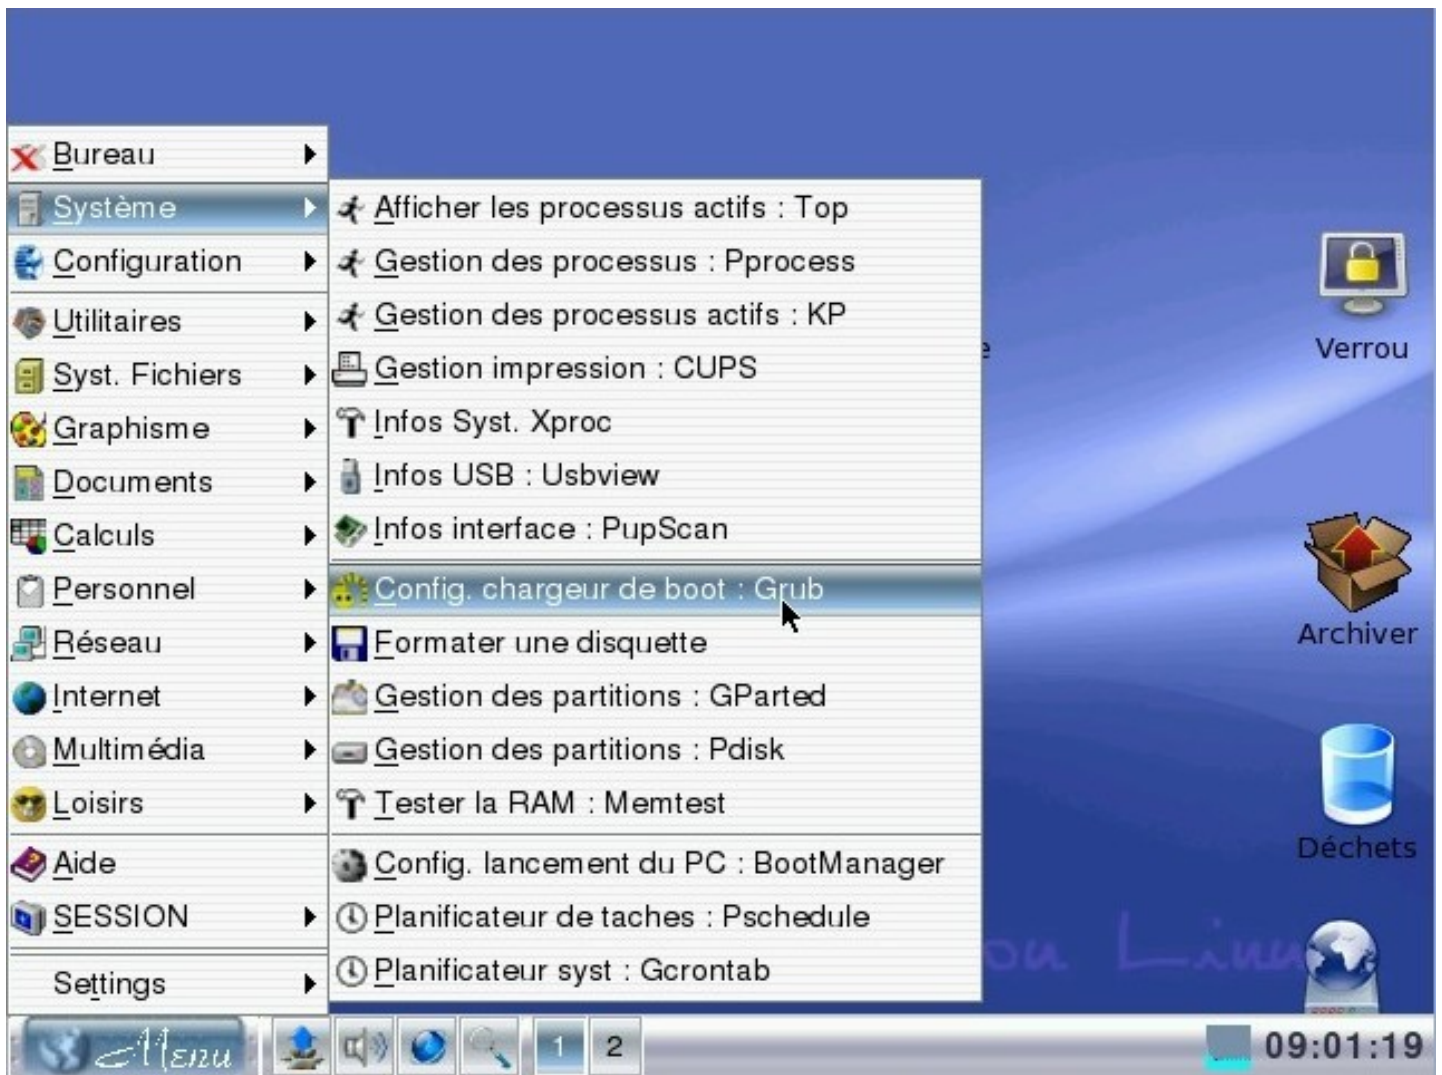 Bureau
Système
Configuration
Utilitaires
Syst. Fichiers
Graphisme
Documents
Calculs
Personnel
Réseau
Internet
Multimédia
Loisirs
Aide
SESSION
Settings
Afficher les processus actifs : Top
Gestion des processus : Pprocess
Gestion des processus actifs : KP
Gestion impression : CUPS
Infos Syst. Xproc
Infos USB : Usbview
Infos interface : PupScan
Config. chargeur de boot : Grub
Formater une disquette
Gestion des partitions : GParted
Gestion des partitions : Pdisk
Tester la RAM : Memtest
Config. lancement du PC : BootManager
Planificateur de taches : Pschedule
Planificateur syst : Gcrontab
Verrou
Archiver
Déchets
Menu
1
2
09:01:19